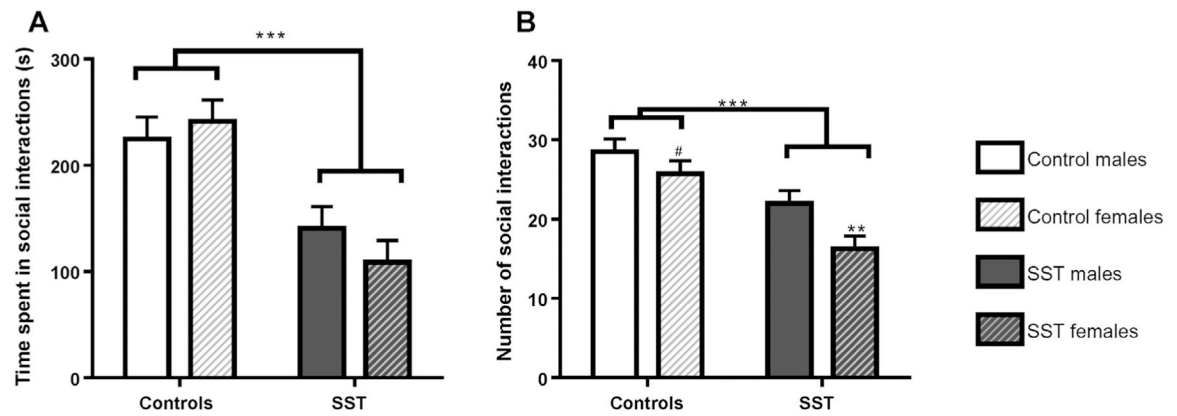 A
Time spent in social interactions (s)
300
200
100
0
***
Controls
SST
B
Number of social interactions
40
30
20
10
0
***
#
**
Controls
SST
Control males
Control females
SST males
SST females